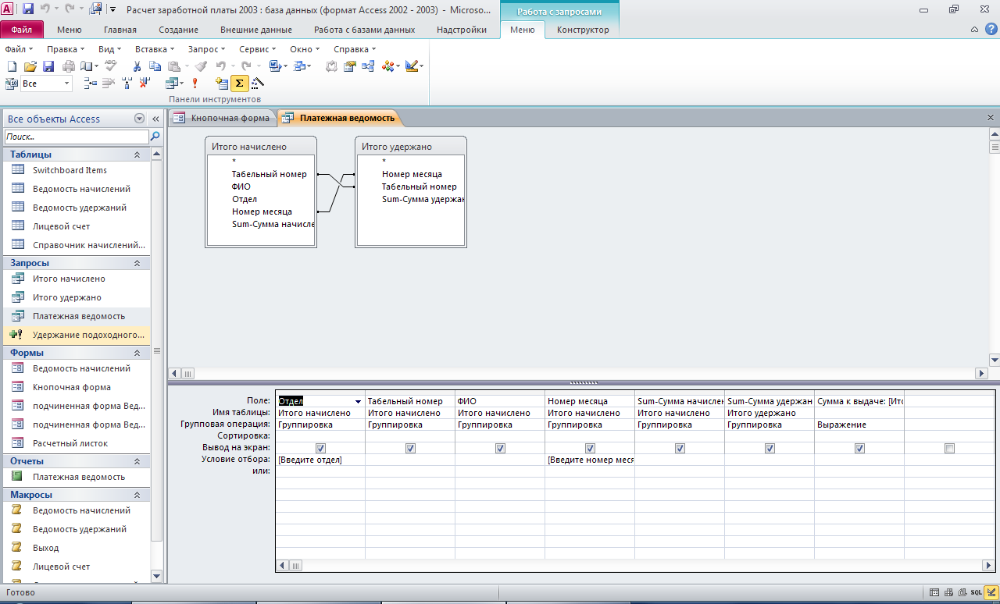 Расчет заработной платы 2003 : база данных (формат Access 2002 - 2003) - Microso...
Работа с запросами
Файл Меню Главная Создание Внешние данные Работа с базами данных Надстройки Меню Конструктор
Файл Правка Вид Вставка Запрос Сервис Окно Справка
Все
Панели инструментов
Все объекты Access
Поиск...
Таблицы
Switchboard Items
Ведомость начислений
Ведомость удержаний
Лицевой счет
Справочник начислений...
Запросы
Итого начислено
Итого удержано
Платежная ведомость
Удержание подоходного...
Формы
Ведомость начислений
Кнопочная форма
подчиненная форма Вед...
подчиненная форма Вед...
Расчетный листок
Отчеты
Платежная ведомость
Макросы
Ведомость начислений
Ведомость удержаний
Выход
Лицевой счет
Кнопочная форма Платежная ведомость
Итого начислено
*
Табельный номер
ФИО
Отдел
Номер месяца
Sum-Сумма начисле
Итого удержано
*
Номер месяца
Табельный номер
Sum-Сумма удержан
Поле: Отдел Табельный номер ФИО Номер месяца Sum-Сумма начислен Sum-Сумма удержан Сумма к выдаче: [Ито
Имя таблицы: Итого начислено Итого начислено Итого начислено Итого начислено Итого начислено Итого удержано
Групповая операция: Группировка Группировка Группировка Группировка Группировка Группировка Выражение
Сортировка:
Вывод на экран:
Условие отбора: [Введите отдел] [Введите номер меся
или:
Готово
SQL